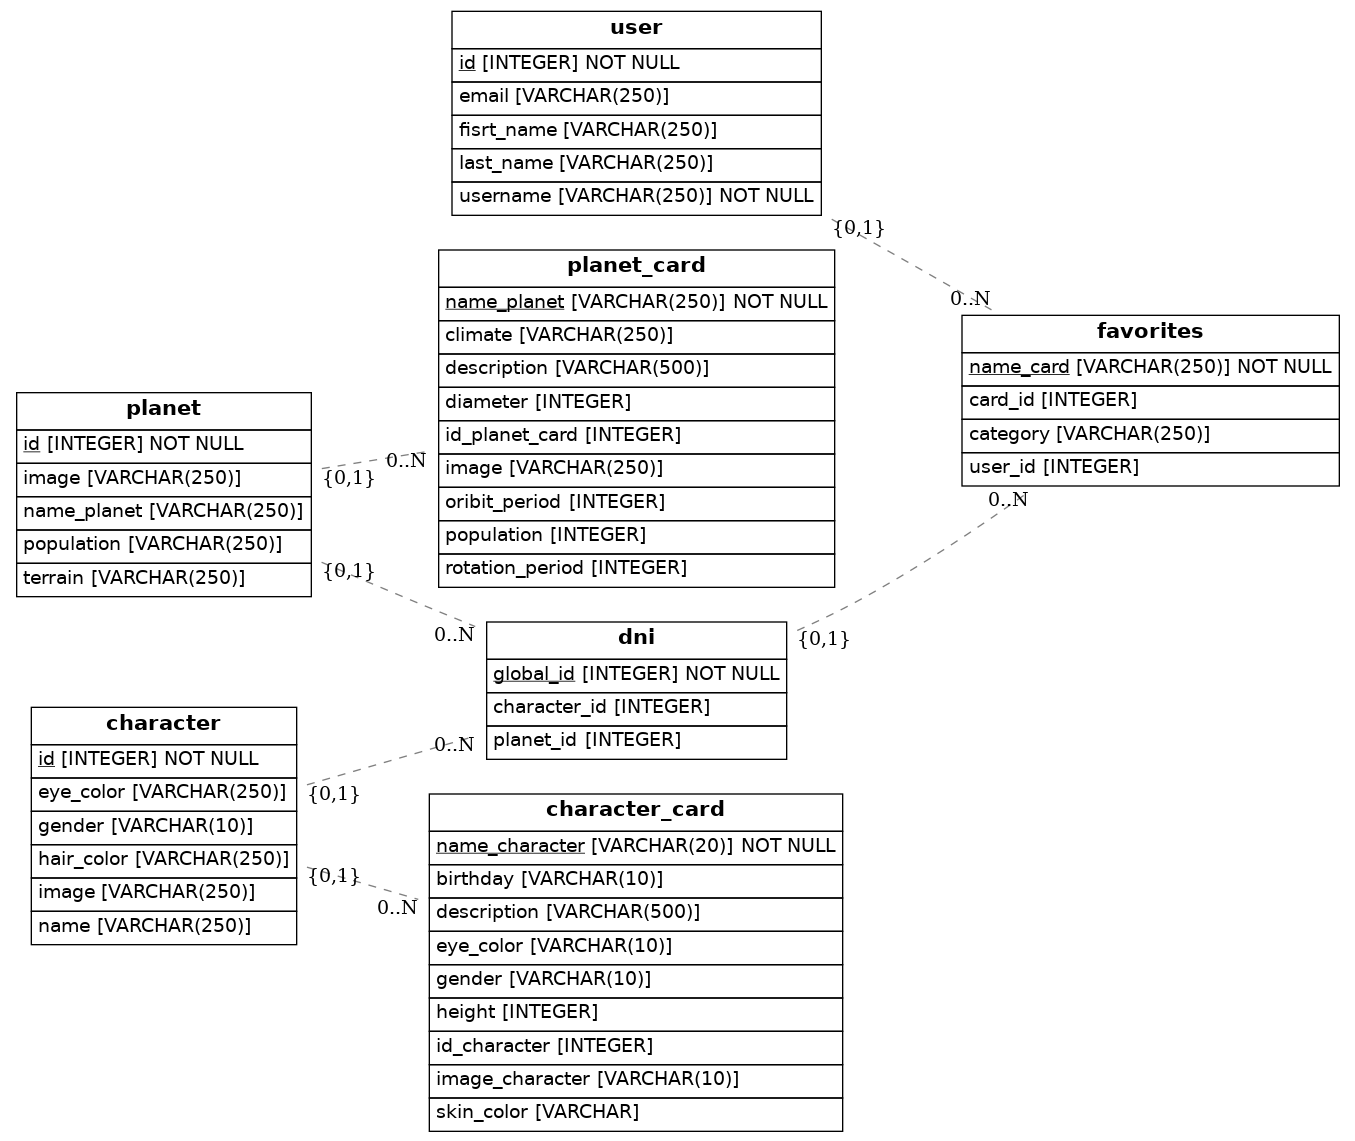 user
id [INTEGER] NOT NULL
email [VARCHAR(250)]
fisrt_name [VARCHAR(250)]
last_name [VARCHAR(250)]
username [VARCHAR(250)] NOT NULL
{0,1}
0..N
planet_card
name_planet [VARCHAR(250)] NOT NULL
climate [VARCHAR(250)]
description [VARCHAR(500)]
diameter [INTEGER]
id_planet_card [INTEGER]
image [VARCHAR(250)]
oribit_period [INTEGER]
population [INTEGER]
rotation_period [INTEGER]
favorites
name_card [VARCHAR(250)] NOT NULL
card_id [INTEGER]
category [VARCHAR(250)]
user_id [INTEGER]
0..N
planet
id [INTEGER] NOT NULL
image [VARCHAR(250)]
name_planet [VARCHAR(250)]
population [VARCHAR(250)]
terrain [VARCHAR(250)]
{0,1}
0..N
{0,1}
0..N
dni
global_id [INTEGER] NOT NULL
character_id [INTEGER]
planet_id [INTEGER]
{0,1}
0..N
character
id [INTEGER] NOT NULL
eye_color [VARCHAR(250)]
gender [VARCHAR(10)]
hair_color [VARCHAR(250)]
image [VARCHAR(250)]
name [VARCHAR(250)]
{0,1}
{0,1}
0..N
character_card
name_character [VARCHAR(20)] NOT NULL
birthday [VARCHAR(10)]
description [VARCHAR(500)]
eye_color [VARCHAR(10)]
gender [VARCHAR(10)]
height [INTEGER]
id_character [INTEGER]
image_character [VARCHAR(10)]
skin_color [VARCHAR]